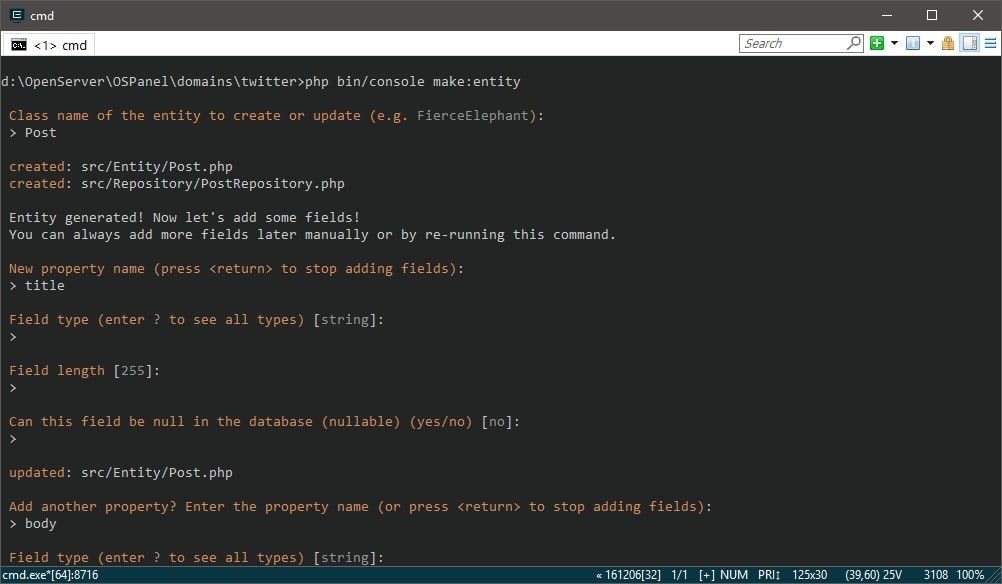 cmd
<1> cmd
Search
d:\OpenServer\OSPanel\domains\twitter>php bin/console make:entity
Class name of the entity to create or update (e.g. FierceElephant):
> Post
created: src/Entity/Post.php
created: src/Repository/PostRepository.php
Entity generated! Now let's add some fields!
You can always add more fields later manually or by re-running this command.
New property name (press <return> to stop adding fields):
> title
Field type (enter ? to see all types) [string]:
>
Field length [255]:
>
Can this field be null in the database (nullable) (yes/no) [no]:
>
updated: src/Entity/Post.php
Add another property? Enter the property name (or press <return> to stop adding fields):
> body
Field type (enter ? to see all types) [string]:
cmd.exe*[64]:8716 « 161206[32] 1/1 [+] NUM PRI↕ 125x30 (39,60) 25V 3108 100%